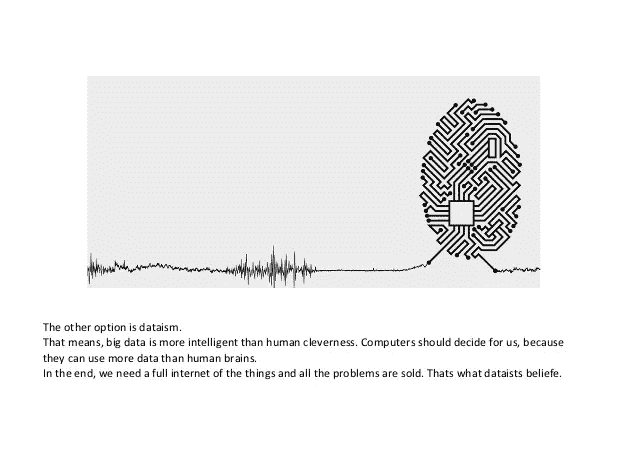 The other option is dataism.
That means, big data is more intelligent than human cleverness. Computers should decide for us, because
they can use more data than human brains.
In the end, we need a full internet of the things and all the problems are sold. Thats what dataists beliefe.